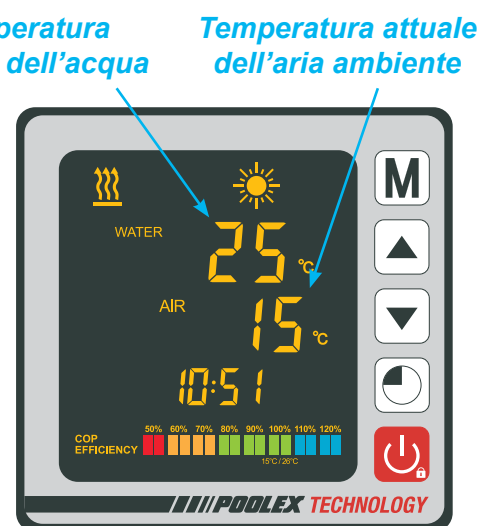 peratura
dell'acqua
Temperatura attuale
dell'aria ambiente
M
WATER
25 °C
AIR
15 °C
10:51
50% 60% 70% 80% 90% 100% 110% 120%
COP
EFFICIENCY
15°C / 26°C
POOLEX TECHNOLOGY